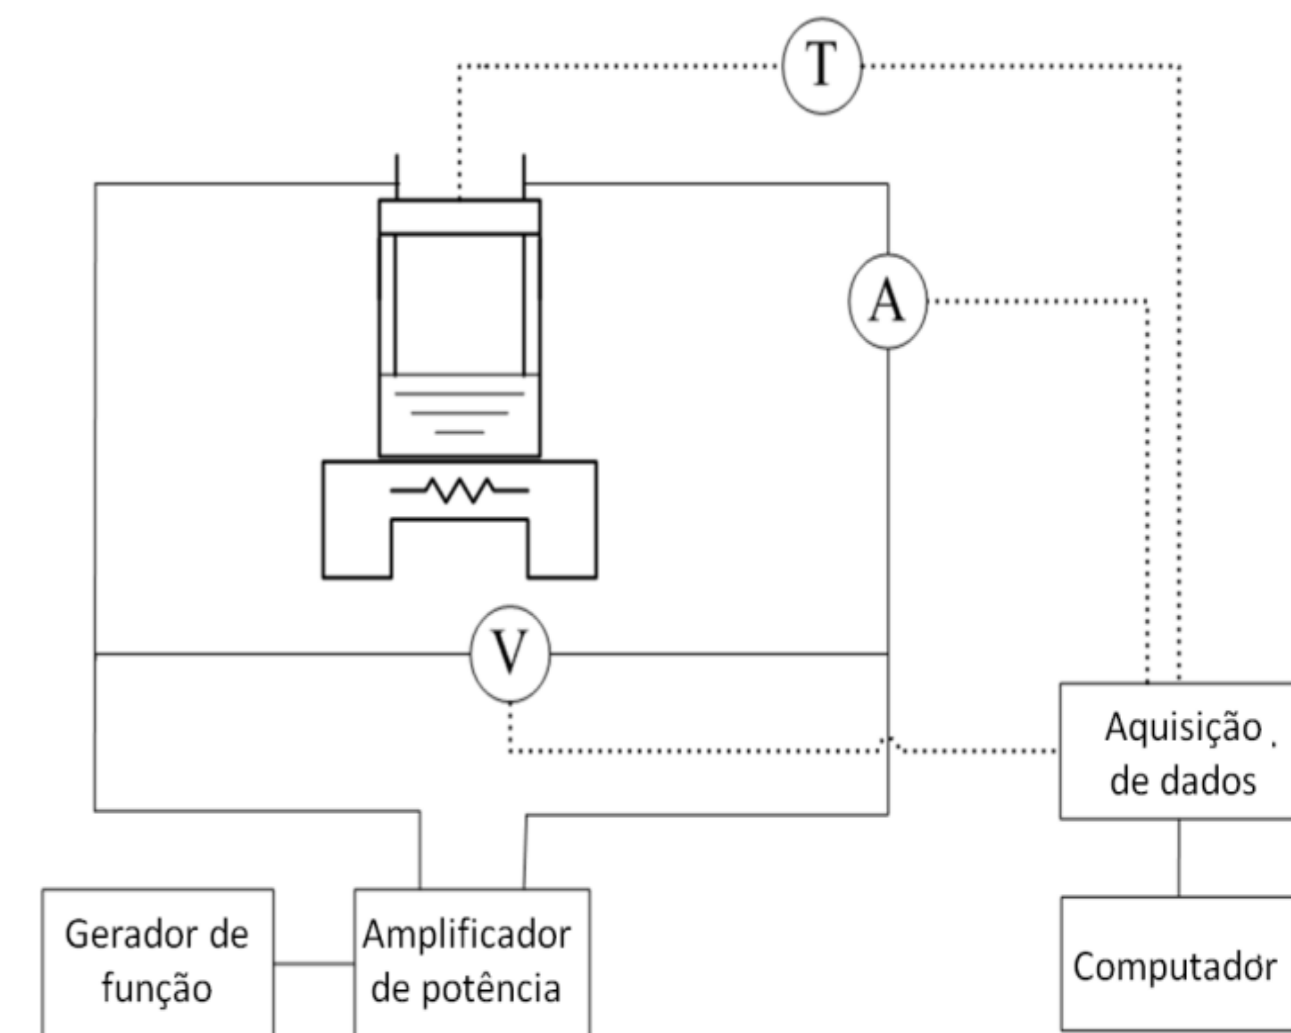 T
A
V
Aquisição
de dados
Gerador de
função
Amplificador
de potência
Computador